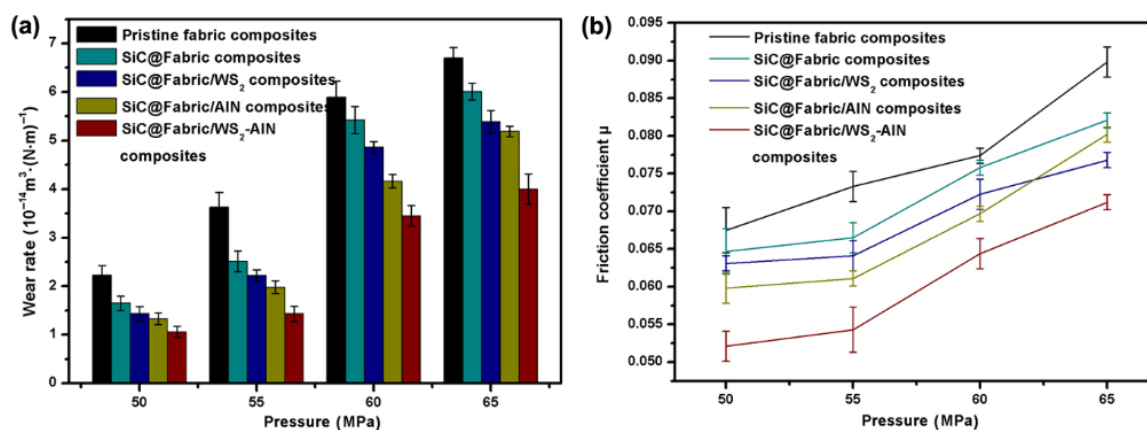 (a)
Wear rate (10⁻¹⁴m³·(N·m)⁻¹)
7
6
5
4
3
2
1
0
Pristine fabric composites
SiC@Fabric composites
SiC@Fabric/WS₂ composites
SiC@Fabric/AlN composites
SiC@Fabric/WS₂-AlN
composites
50
55
60
65
Pressure (MPa)
(b)
Friction coefficient μ
0.095
0.090
0.085
0.080
0.075
0.070
0.065
0.060
0.055
0.050
Pristine fabric composites
SiC@Fabric composites
SiC@Fabric/WS₂ composites
SiC@Fabric/AlN composites
SiC@Fabric/WS₂-AlN
composites
50
55
60
65
Pressure (MPa)